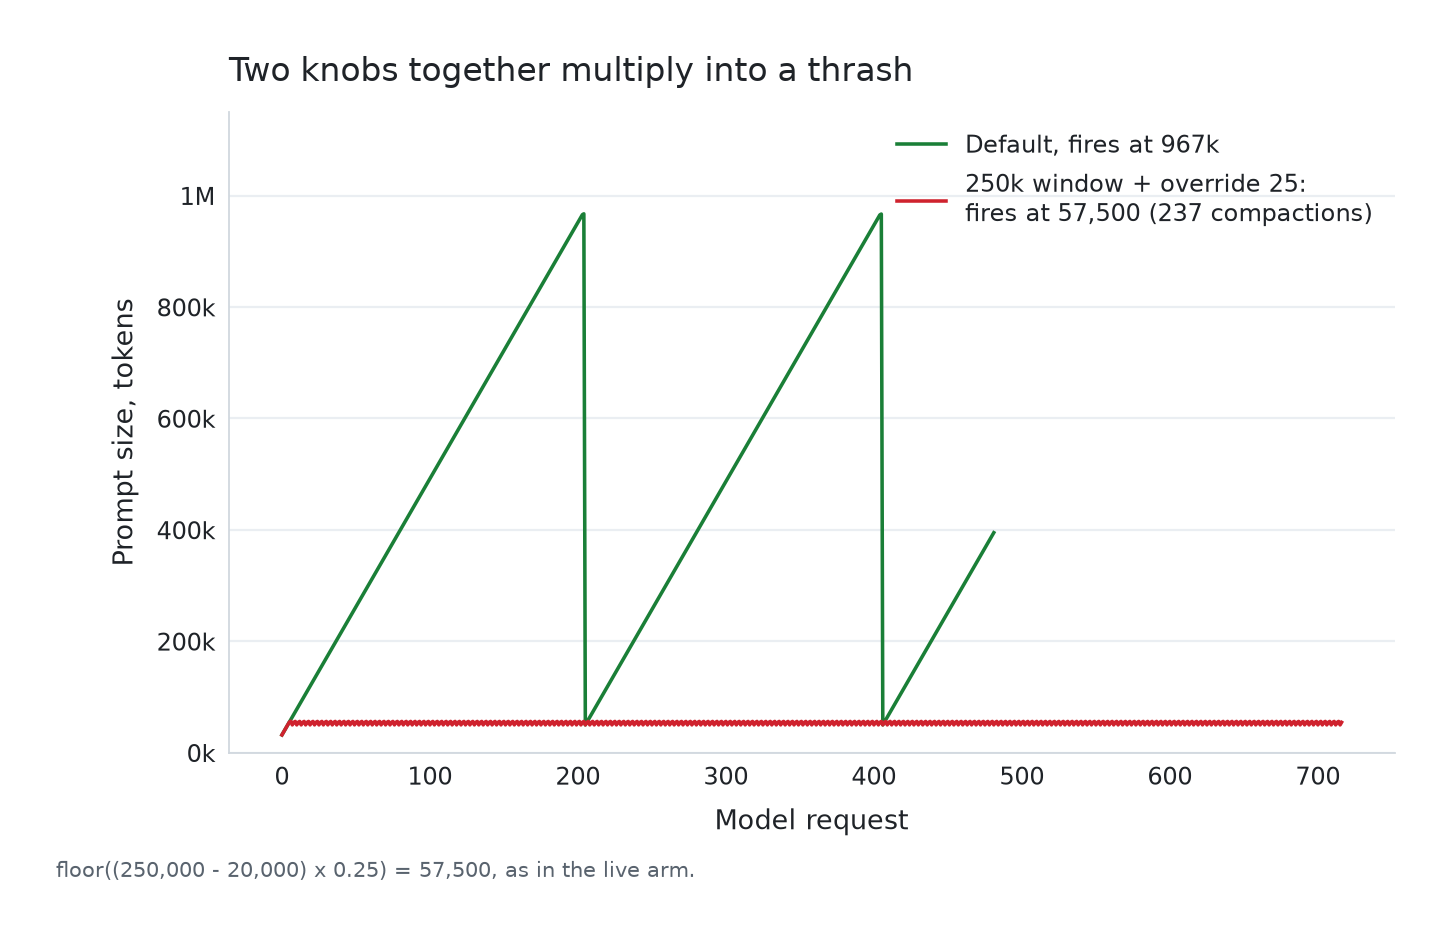 Two knobs together multiply into a thrash
Default, fires at 967k
250k window + override 25:
fires at 57,500 (237 compactions)
Prompt size, tokens
1M
800k
600k
400k
200k
0k
0 100 200 300 400 500 600 700
Model request
floor((250,000 - 20,000) x 0.25) = 57,500, as in the live arm.